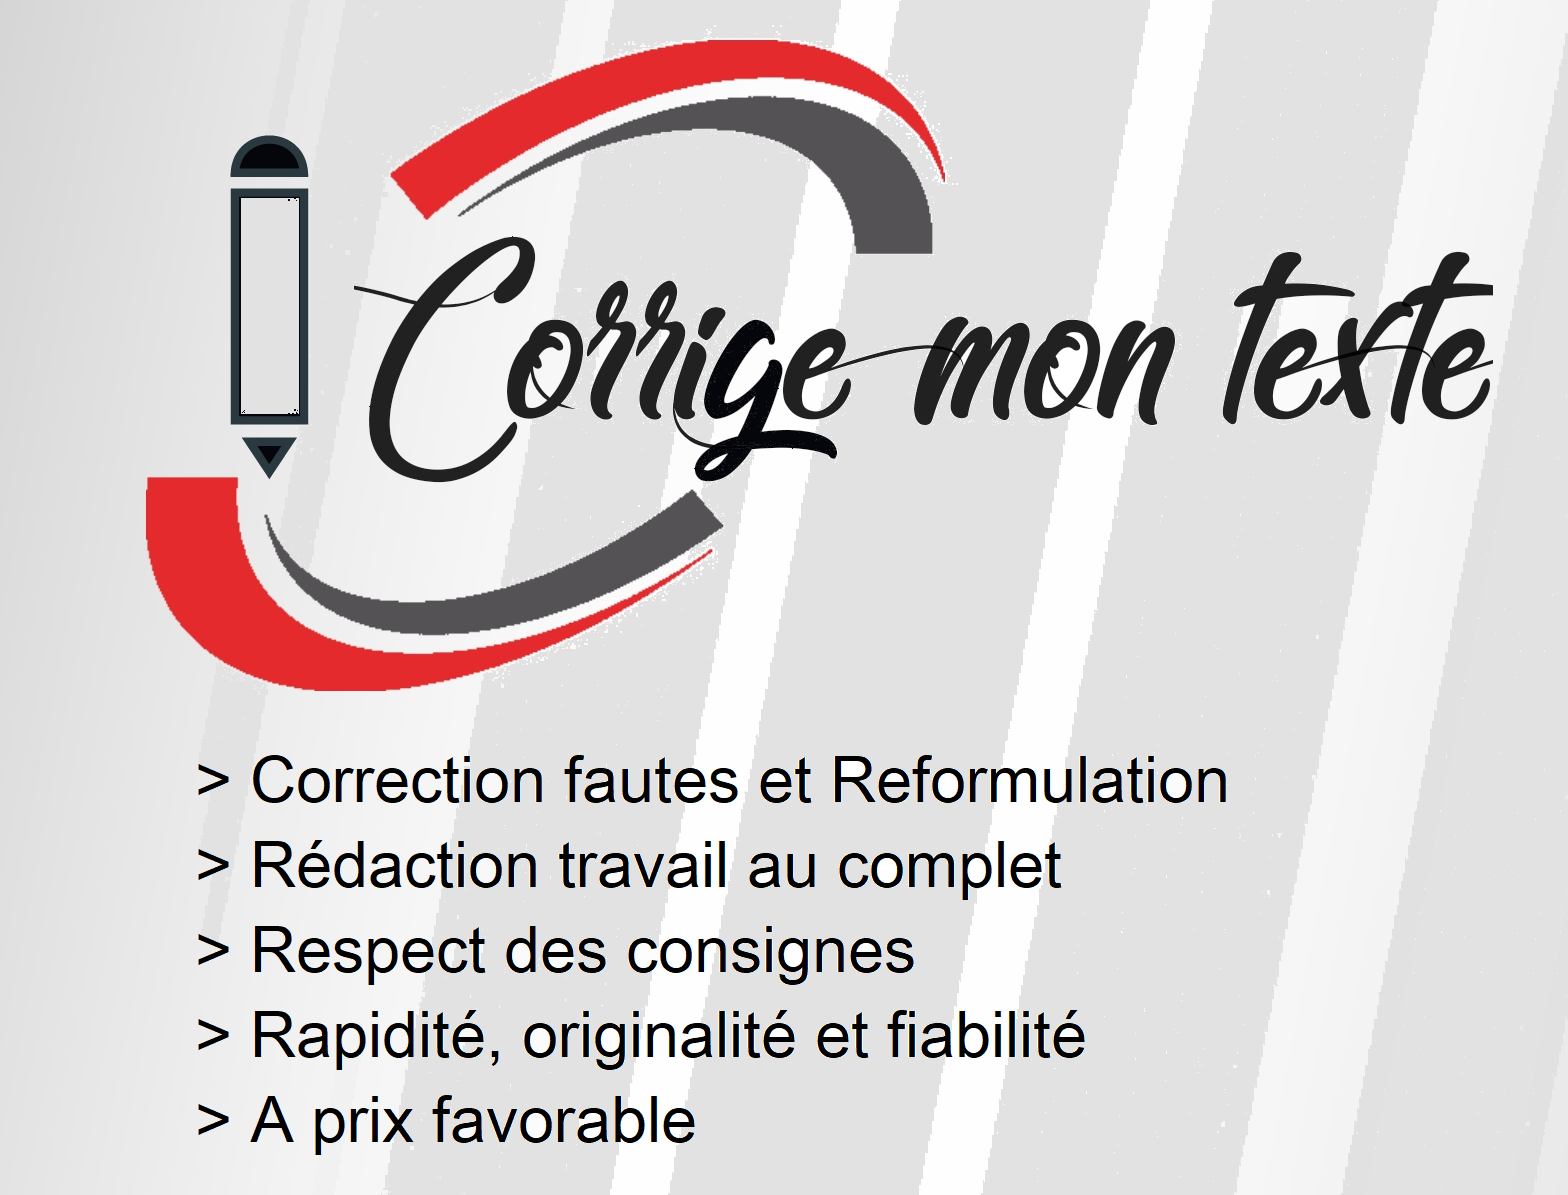 Corrige mon texte
> Correction fautes et Reformulation
> Rédaction travail au complet
> Respect des consignes
> Rapidité, originalité et fiabilité
> A prix favorable